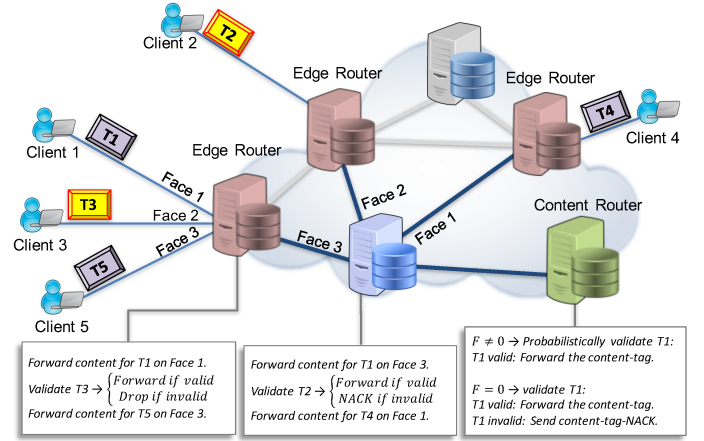 Client 2
T2
Edge Router
Edge Router
T4
Client 4
Client 1
T1
Edge Router
Face 1
Face 2
Face 3
T3
Client 3
T5
Client 5
Face 2
Face 1
Face 3
Content Router
Forward content for T1 on Face 1.
Validate T3 → { Forward if valid
Drop if invalid
Forward content for T5 on Face 3.
Forward content for T1 on Face 3.
Validate T2 → { Forward if valid
NACK if invalid
Forward content for T4 on Face 1.
F ≠ 0 → Probabilistically validate T1:
T1 valid: Forward the content-tag.
F = 0 → validate T1:
T1 valid: Forward the content-tag.
T1 invalid: Send content-tag-NACK.